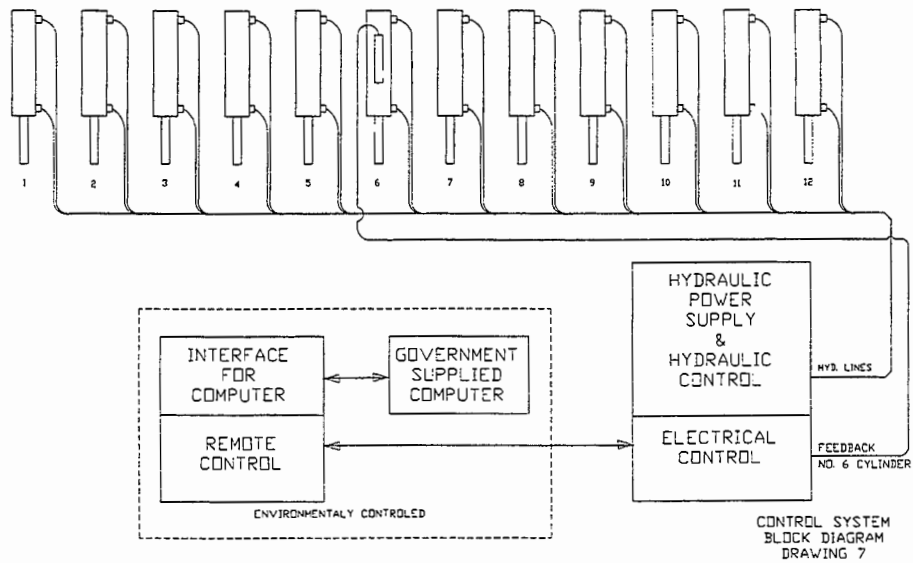 1 2 3 4 5 6 7 8 9 10 11 12
HYDRAULIC
POWER
SUPPLY
&
HYDRAULIC
CONTROL
HYD. LINES
INTERFACE
FOR
COMPUTER
GOVERNMENT
SUPPLIED
COMPUTER
REMOTE
CONTROL
ELECTRICAL
CONTROL
FEEDBACK
NO. 6 CYLINDER
ENVIRONMENTALY CONTROLED
CONTROL SYSTEM
BLOCK DIAGRAM
DRAWING 7